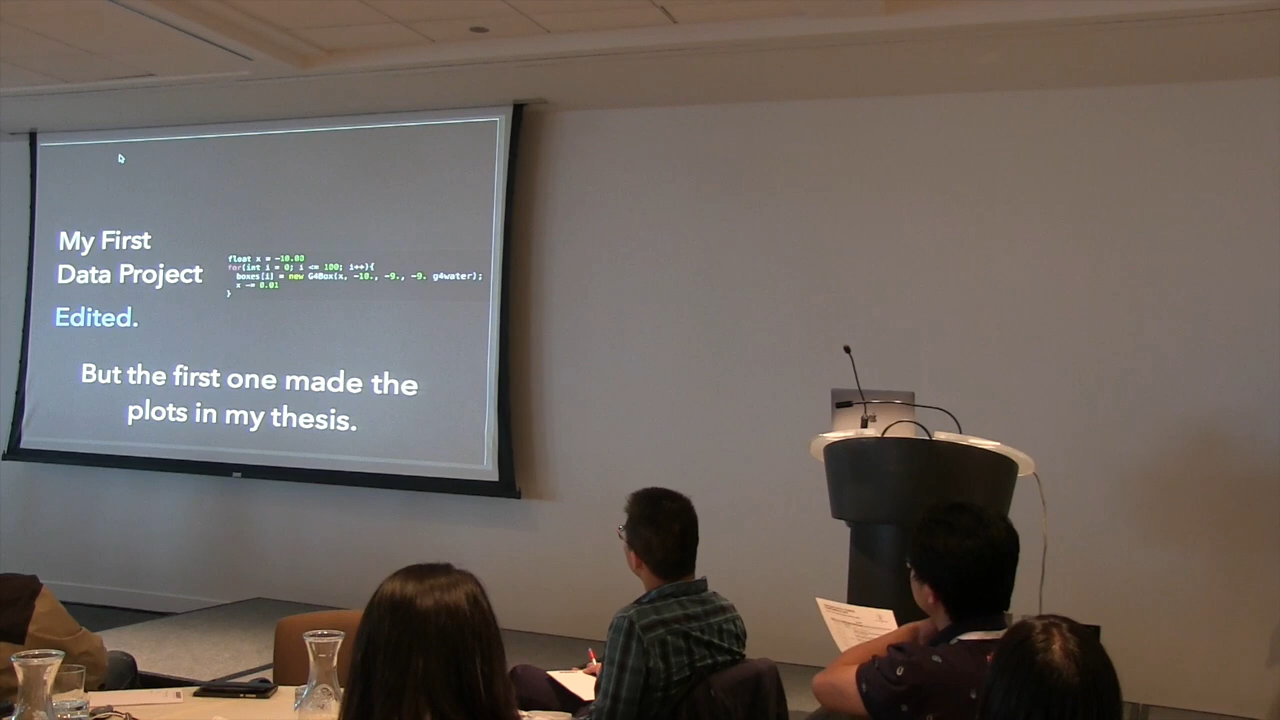 My First
Data Project
Edited.
float x = -10.00
for(int i = 0; i <= 100; i++){
boxes[i] = new G4Box(x, -10., -9., -9. g4water);
x -= 0.01
}
But the first one made the
plots in my thesis.